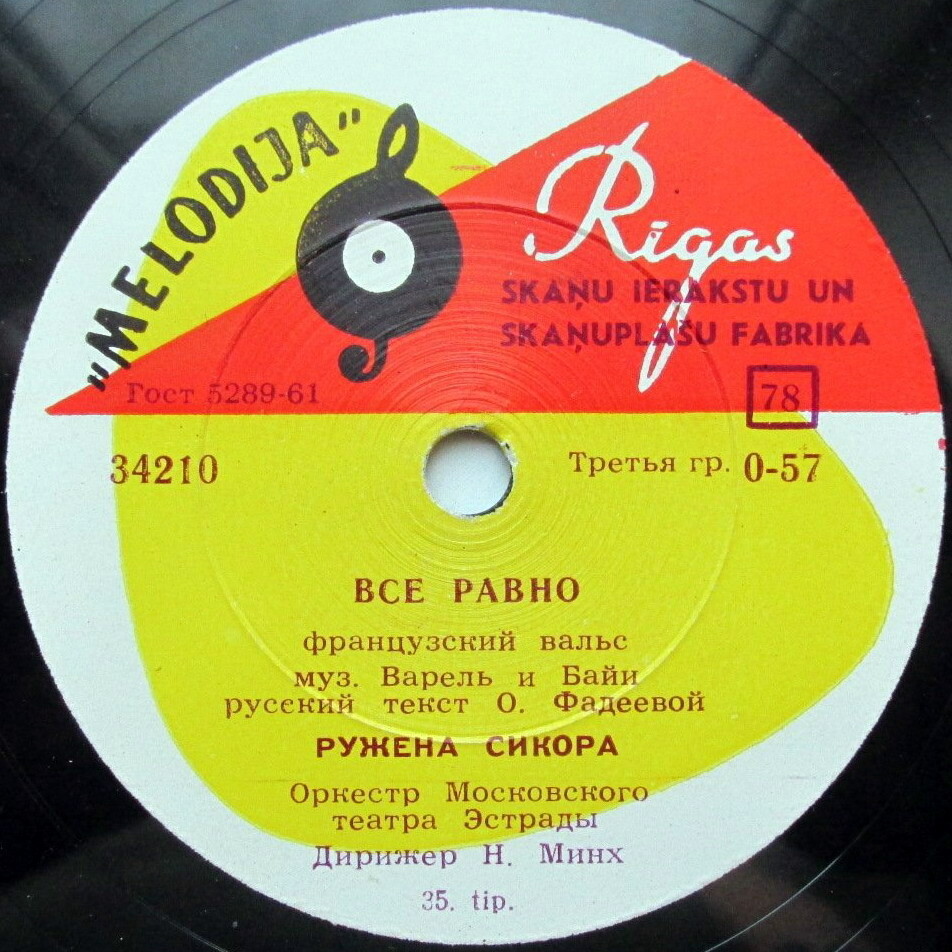 "MELODIJA"
Rigas
SKAŅU IERAKSTU UN
SKAŅUPLAŠU FABRIKA
Гост 5289-61
78
34210
Третья гр. 0-57
ВСЕ РАВНО
французский вальс
муз. Варель и Байи
русский текст О. Фадеевой
РУЖЕНА СИКОРА
Оркестр Московского
театра Эстрады
Дирижер Н. Минх
35. tip.